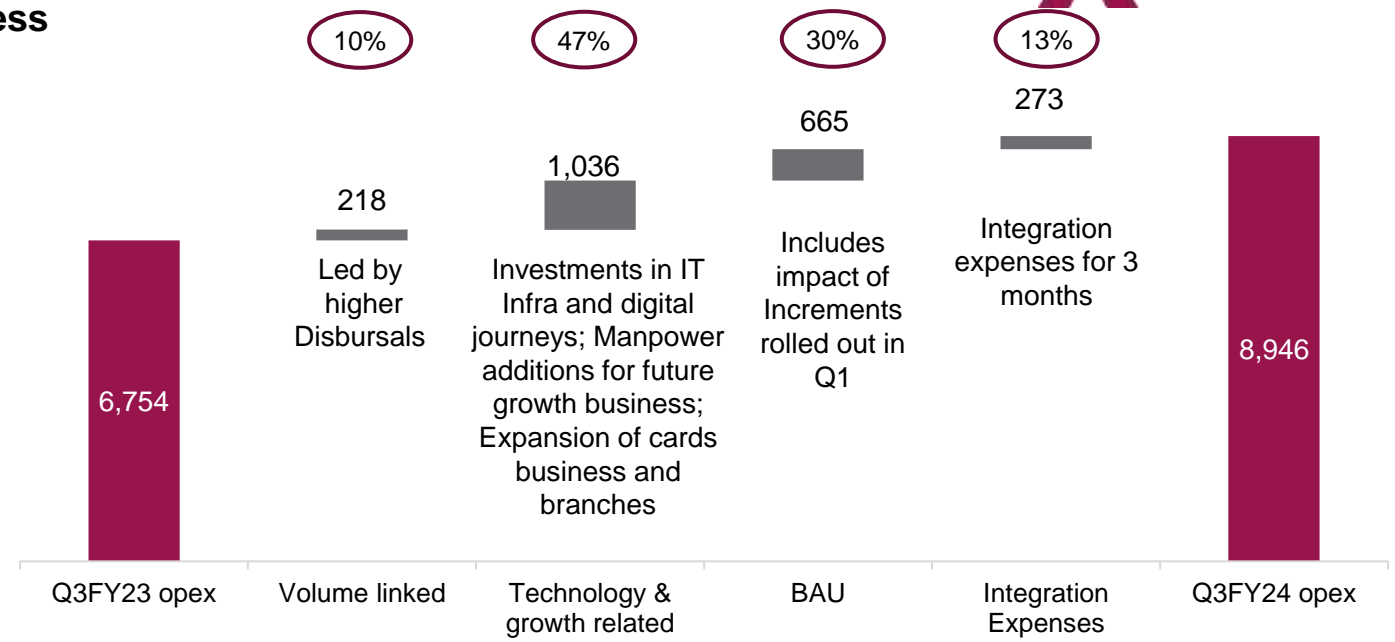 ess
10%
47%
30%
13%
273
665
1,036
218
Led by
higher
Disbursals
Investments in IT
Infra and digital
journeys; Manpower
additions for future
growth business;
Expansion of cards
business and
branches
Includes
impact of
Increments
rolled out in
Q1
Integration
expenses for 3
months
6,754
8,946
Q3FY23 opex
Volume linked
Technology &
growth related
BAU
Integration
Expenses
Q3FY24 opex